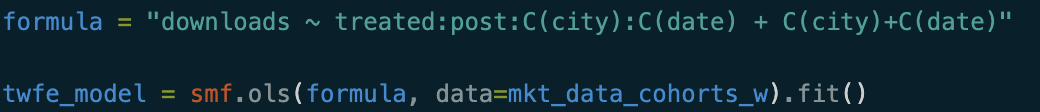 formula = "downloads ~ treated:post:C(city):C(date) + C(city)+C(date)"
twfe_model = smf.ols(formula, data=mkt_data_cohorts_w).fit()